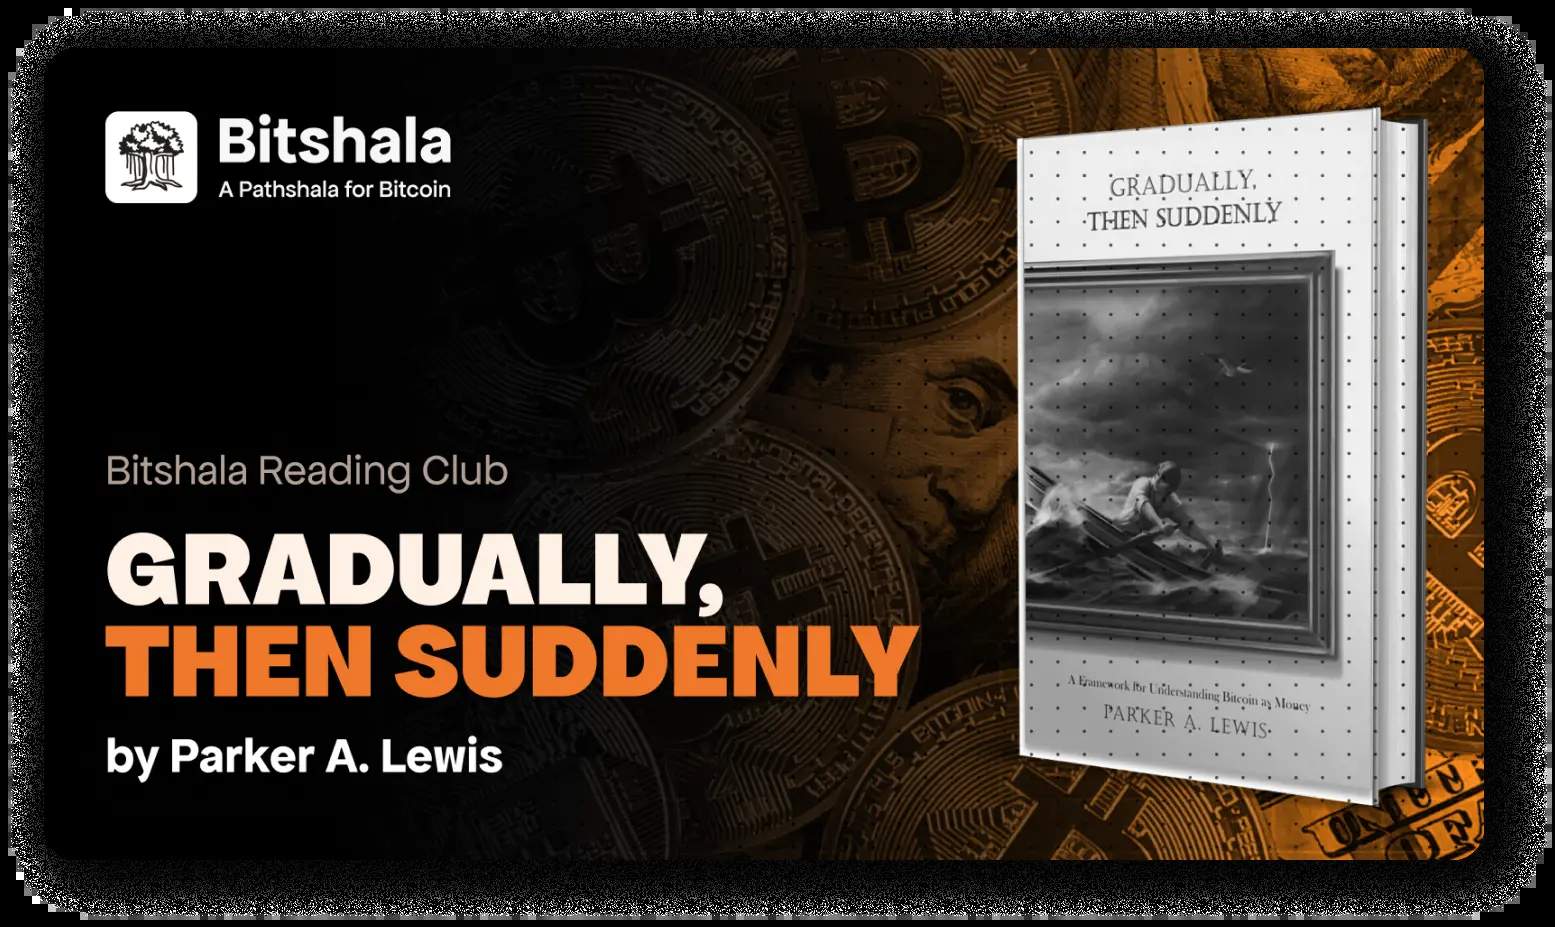 Bitshala
A Pathshala for Bitcoin
Bitshala Reading Club
GRADUALLY,
THEN SUDDENLY
by Parker A. Lewis
GRADUALLY,
THEN SUDDENLY
A Framework for Understanding Bitcoin as Money
PARKER A. LEWIS